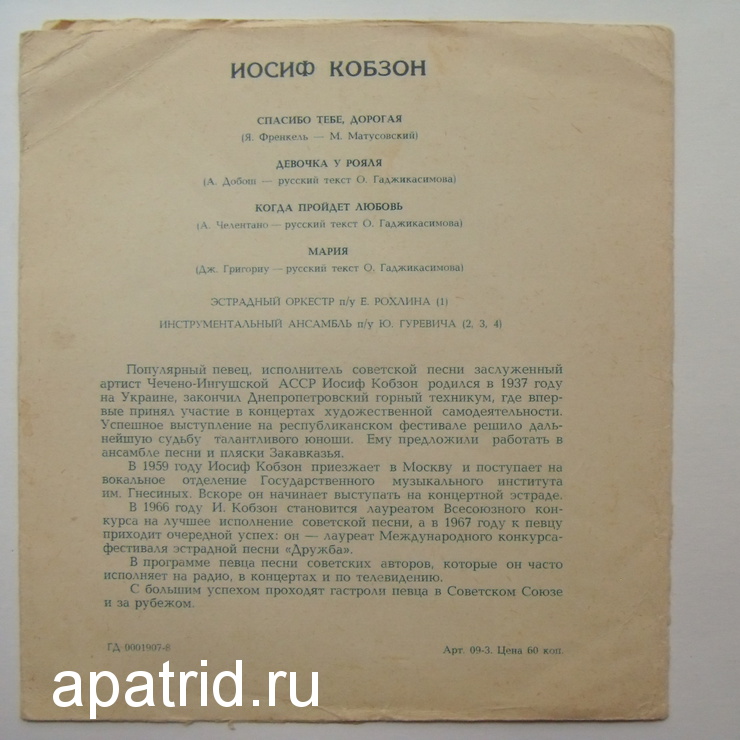 ИОСИФ КОБЗОН
СПАСИБО ТЕБЕ, ДОРОГАЯ
(Я. Френкель — М. Матусовский)
ДЕВОЧКА У РОЯЛЯ
(А. Добош — русский текст О. Гаджикасимова)
КОГДА ПРОЙДЕТ ЛЮБОВЬ
(А. Челентано — русский текст О. Гаджикасимова)
МАРИЯ
(Дж. Григориу — русский текст О. Гаджикасимова)
ЭСТРАДНЫЙ ОРКЕСТР п/у Е. РОХЛИНА (1)
ИНСТРУМЕНТАЛЬНЫЙ АНСАМБЛЬ п/у Ю. ГУРЕВИЧА (2, 3, 4)
Популярный певец, исполнитель советской песни заслуженный
артист Чечено-Ингушской АССР Иосиф Кобзон родился в 1937 году
на Украине, закончил Днепропетровский горный техникум, где впер-
вые принял участие в концертах художественной самодеятельности.
Успешное выступление на республиканском фестивале решило даль-
нейшую судьбу талантливого юноши. Ему предложили работать в
ансамбле песни и пляски Закавказья.
В 1959 году Иосиф Кобзон приезжает в Москву и поступает на
вокальное отделение Государственного музыкального института
им. Гнесиных. Вскоре он начинает выступать на концертной эстраде.
В 1966 году И. Кобзон становится лауреатом Всесоюзного кон-
курса на лучшее исполнение советской песни, а в 1967 году к певцу
приходит очередной успех: он — лауреат Международного конкурса-
фестиваля эстрадной песни «Дружба».
В программе певца песни советских авторов, которые он часто
исполняет на радио, в концертах и по телевидению.
С большим успехом проходят гастроли певца в Советском Союзе
и за рубежом.
ГД 0001907-8 Арт. 09-3. Цена 60 коп.
apatrid.ru